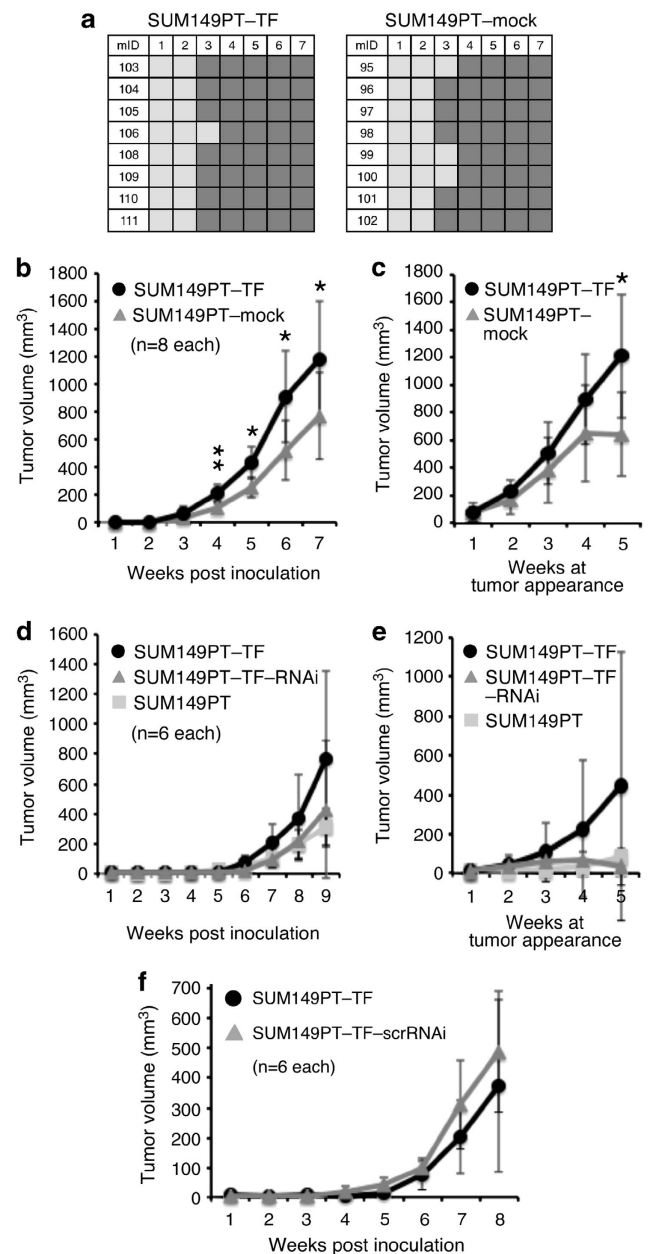 a
SUM149PT–TF
mID 1 2 3 4 5 6 7
103
104
105
106
108
109
110
111
SUM149PT–mock
mID 1 2 3 4 5 6 7
95
96
97
98
99
100
101
102
b
Tumor volume (mm3)
1800
1600
1400
1200
1000
800
600
400
200
0
SUM149PT–TF
SUM149PT–mock
(n=8 each)
**
*
*
*
1 2 3 4 5 6 7
Weeks post inoculation
c
Tumor volume (mm3)
1800
1600
1400
1200
1000
800
600
400
200
0
SUM149PT–TF
SUM149PT–
mock
*
1 2 3 4 5
Weeks at
tumor appearance
d
Tumor volume (mm3)
1600
1400
1200
1000
800
600
400
200
0
SUM149PT–TF
SUM149PT–TF–RNAi
SUM149PT
(n=6 each)
1 2 3 4 5 6 7 8 9
Weeks post inoculation
e
Tumor volume (mm3)
1200
1000
800
600
400
200
0
SUM149PT–TF
SUM149PT–TF
–RNAi
SUM149PT
1 2 3 4 5
Weeks at
tumor appearance
f
Tumor volume (mm3)
700
600
500
400
300
200
100
0
SUM149PT–TF
SUM149PT–TF–scrRNAi
(n=6 each)
1 2 3 4 5 6 7 8
Weeks post inoculation